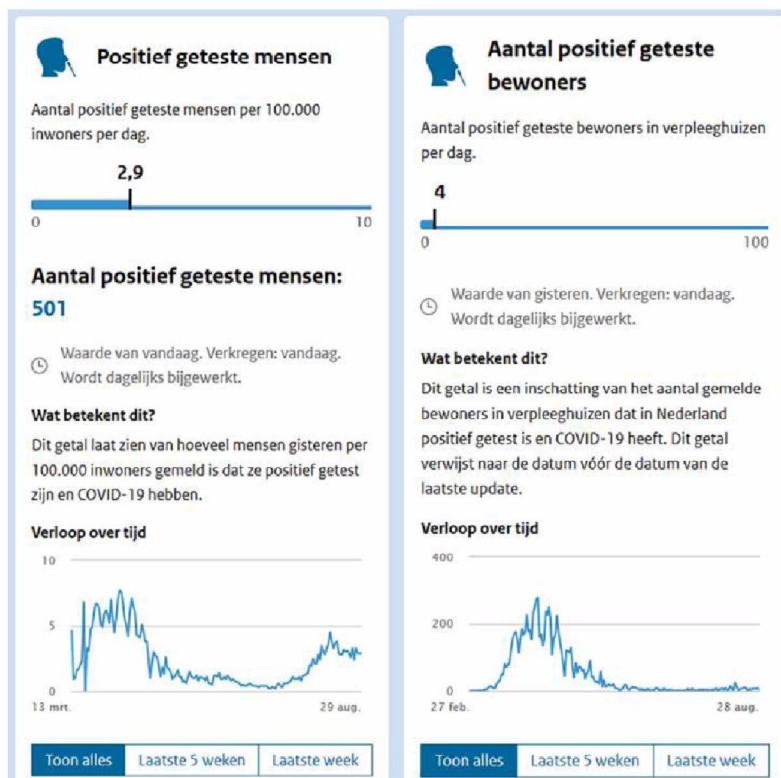 Positief geteste mensen
Aantal positief geteste mensen per 100.000
inwoners per dag.
2,9
0
10
Aantal positief geteste mensen:
501
Waarde van vandaag. Verkregen: vandaag.
Wordt dagelijks bijgewerkt.
Wat betekent dit?
Dit getal laat zien van hoeveel mensen gisteren per
100.000 inwoners gemeld is dat ze positief getest
zijn en COVID-19 hebben.
Verloop over tijd
10
5
0
13 mrt.
29 aug.
Toon alles
Laatste 5 weken
Laatste week
Aantal positief geteste
bewoners
Aantal positief geteste bewoners in verpleeghuizen
per dag.
4
0
100
Waarde van gisteren. Verkregen: vandaag.
Wordt dagelijks bijgewerkt.
Wat betekent dit?
Dit getal is een inschatting van het aantal gemelde
bewoners in verpleeghuizen dat in Nederland
positief getest is en COVID-19 heeft. Dit getal
verwijst naar de datum vóór de datum van de
laatste update.
Verloop over tijd
400
200
0
27 feb.
28 aug.
Toon alles
Laatste 5 weken
Laatste week